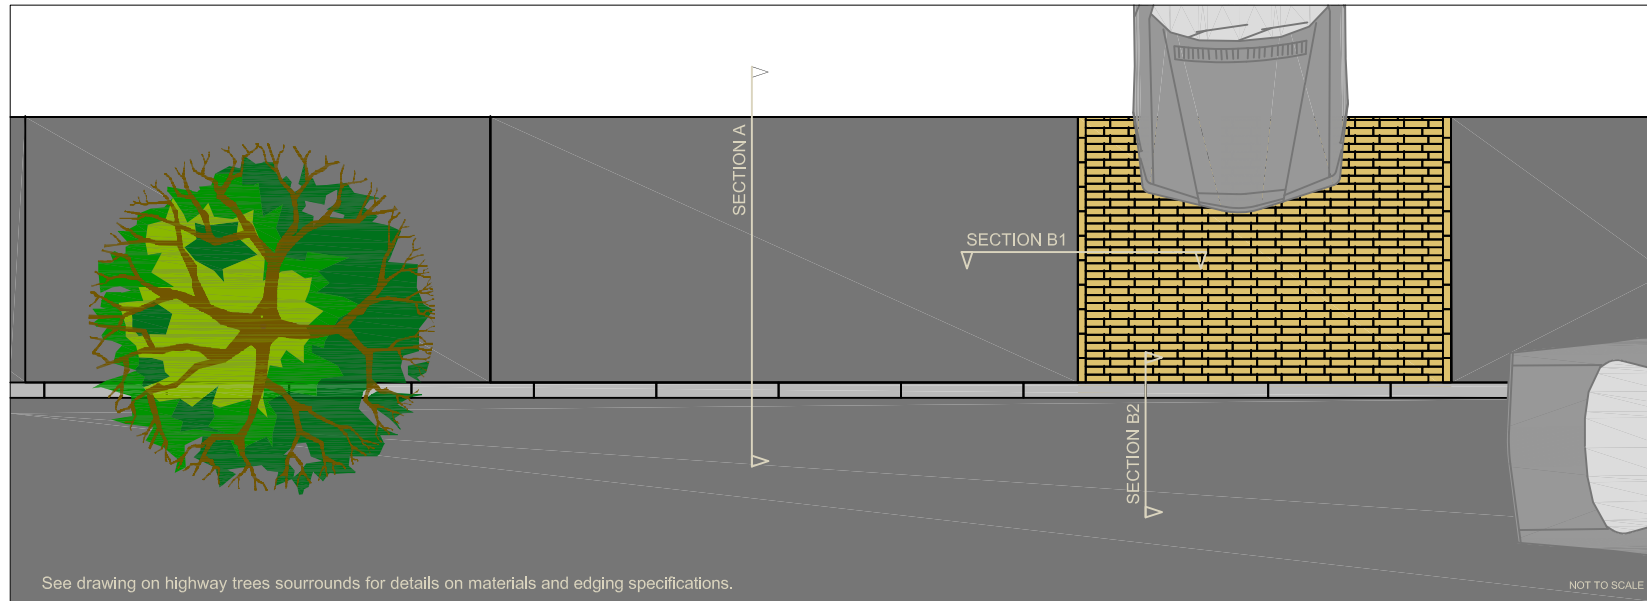 SECTION A
SECTION B1
SECTION B2
See drawing on highway trees sourrounds for details on materials and edging specifications.
NOT TO SCALE